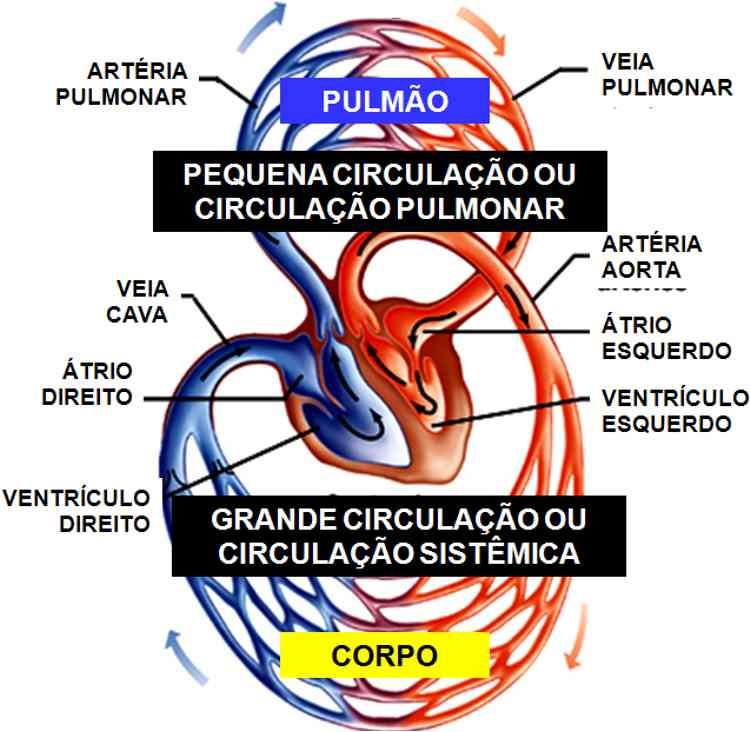 ARTÉRIA
PULMONAR
PULMÃO
VEIA
PULMONAR
PEQUENA CIRCULAÇÃO OU
CIRCULAÇÃO PULMONAR
ARTÉRIA
AORTA
VEIA
CAVA
ÁTRIO
ESQUERDO
ÁTRIO
DIREITO
VENTRÍCULO
ESQUERDO
VENTRÍCULO
DIREITO
GRANDE CIRCULAÇÃO OU
CIRCULAÇÃO SISTÊMICA
CORPO